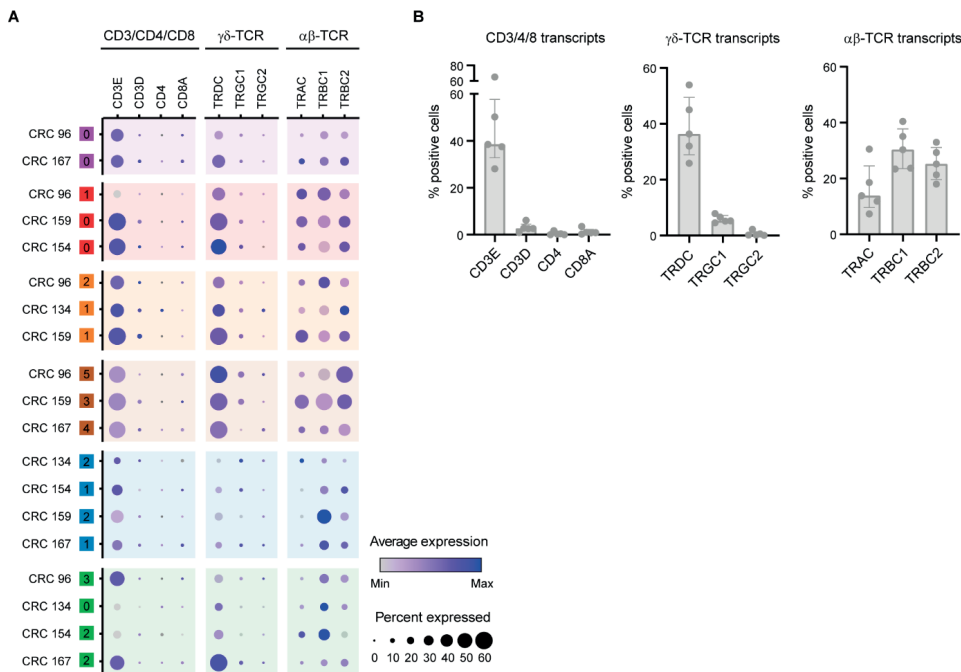 A
CD3/CD4/CD8 γδ-TCR αβ-TCR
CD3E CD3D CD4 CD8A TRDC TRGC1 TRGC2 TRAC TRBC1 TRBC2
CRC 96 0
CRC 167 0
CRC 96 1
CRC 159 0
CRC 154 0
CRC 96 2
CRC 134 1
CRC 159 1
CRC 96 5
CRC 159 3
CRC 167 4
CRC 134 2
CRC 154 1
CRC 159 2
CRC 167 1
CRC 96 3
CRC 134 0
CRC 154 2
CRC 167 2
Average expression
Min Max
Percent expressed
0 10 20 30 40 50 60
B
CD3/4/8 transcripts
% positive cells
80
60
60
40
20
0
CD3E CD3D CD4 CD8A
γδ-TCR transcripts
% positive cells
60
40
20
0
TRDC TRGC1 TRGC2
αβ-TCR transcripts
% positive cells
60
40
20
0
TRAC TRBC1 TRBC2